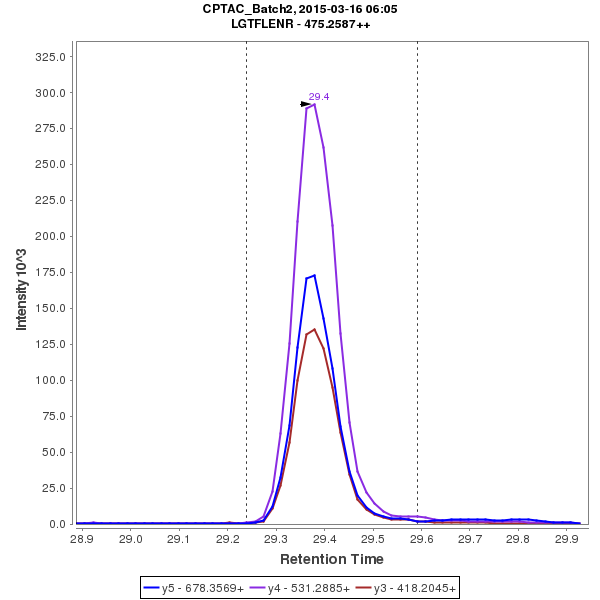 CPTAC_Batch2, 2015-03-16 06:05
LGTFLENR - 475.2587++
29.4
325.0
300.0
275.0
250.0
225.0
200.0
175.0
150.0
125.0
100.0
75.0
50.0
25.0
0.0
Intensity 10^3
28.9 29.0 29.1 29.2 29.3 29.4 29.5 29.6 29.7 29.8 29.9
Retention Time
y5 - 678.3569+ y4 - 531.2885+ y3 - 418.2045+